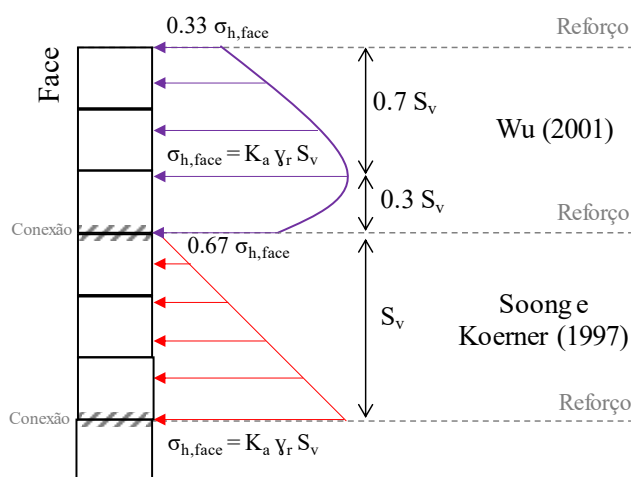 0.33 σh,face
Reforço
Face
0.7 Sv
Wu (2001)
σh,face = Ka γr Sv
0.3 Sv
Reforço
Conexão
0.67 σh,face
Sv
Soong e
Koerner (1997)
Reforço
Conexão
σh,face = Ka γr Sv